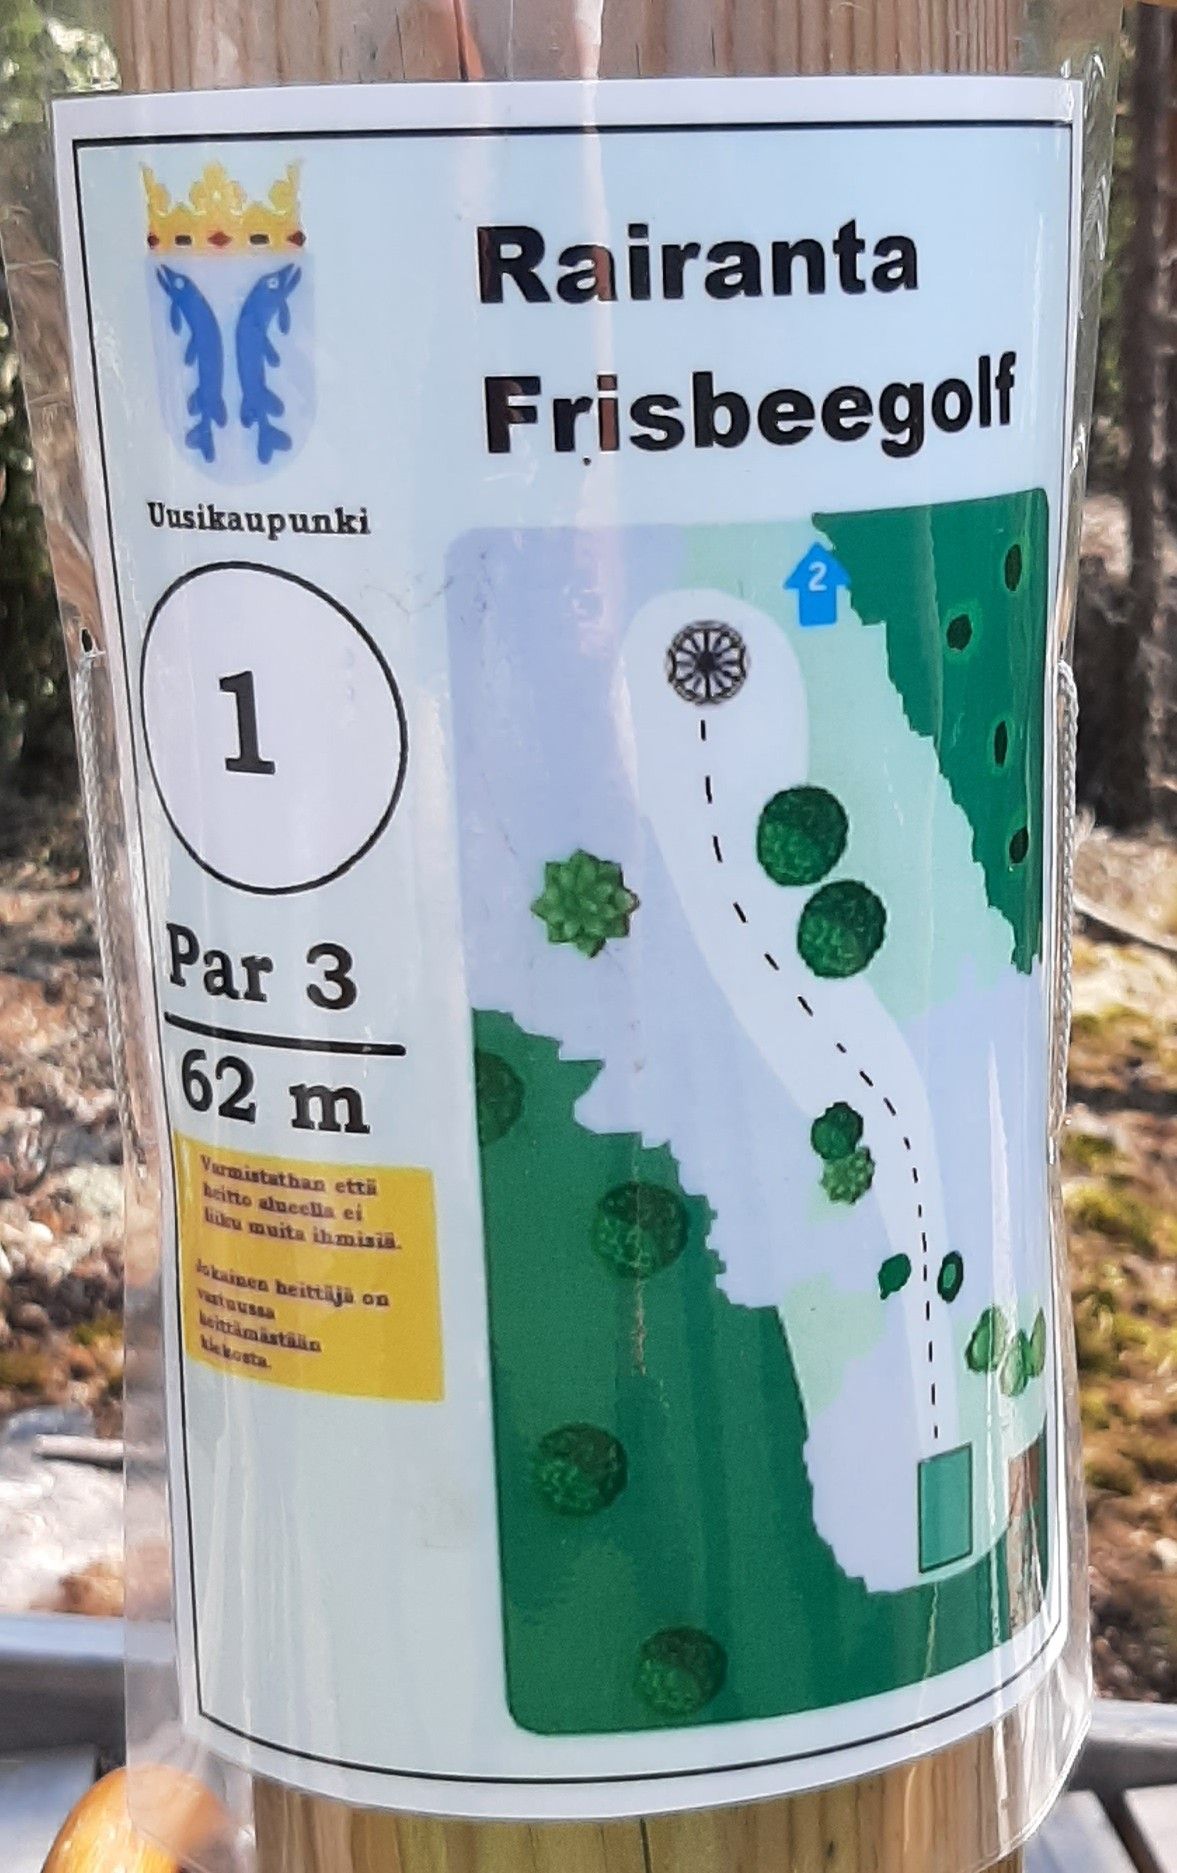 Rairanta
Frisbeegolf
Uusikaupunki
1
Par 3
62 m
Varmistathan että
heitto alueella ei
liiku muita ihmisiä.
Jokainen heittäjä on
vastuussa
heittämästään
kiekosta.
2